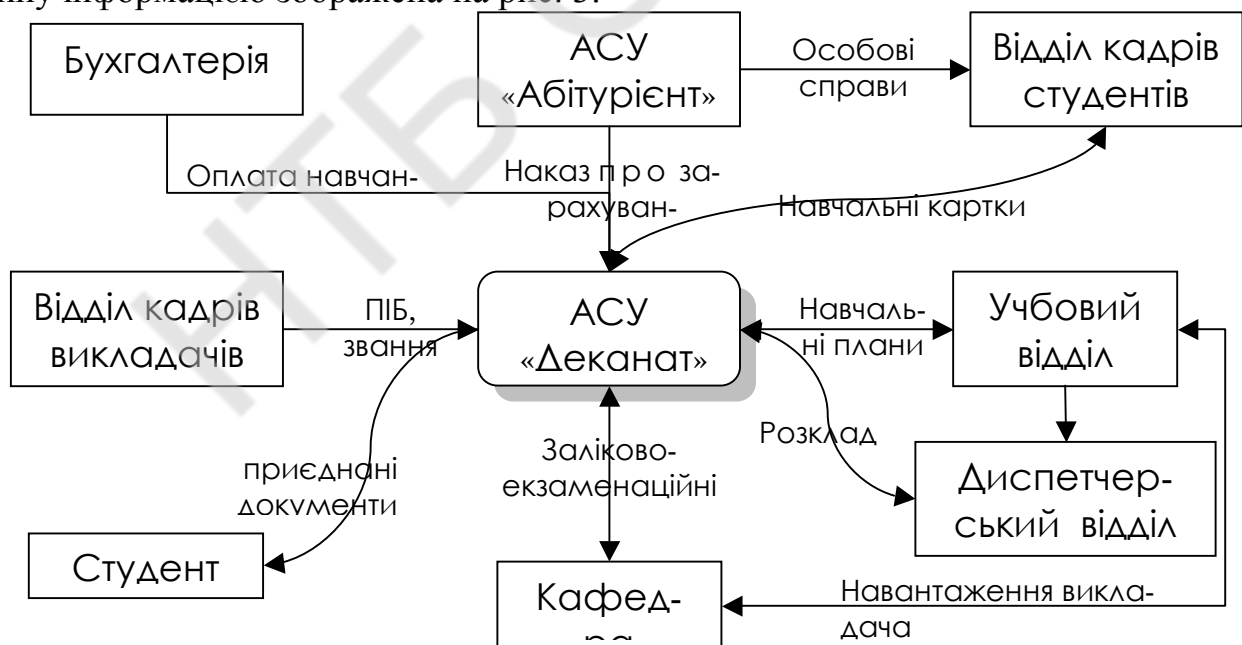 інформацією зображена на рис. 3.
Бухгалтерія
АСУ
«Абітурієнт»
Особові
справи
Відділ кадрів
студентів
Оплата навчан-
Наказ про за-
рахуван-
Навчальні картки
Відділ кадрів
викладачів
ПІБ,
звання
АСУ
«Деканат»
Навчаль-
ні плани
Учбовий
відділ
приєднані
документи
Заліково-
екзаменаційні
Розклад
Диспетчер-
ський відділ
Студент
Кафед-
ра
Навантаження викла-
дача
НТБ